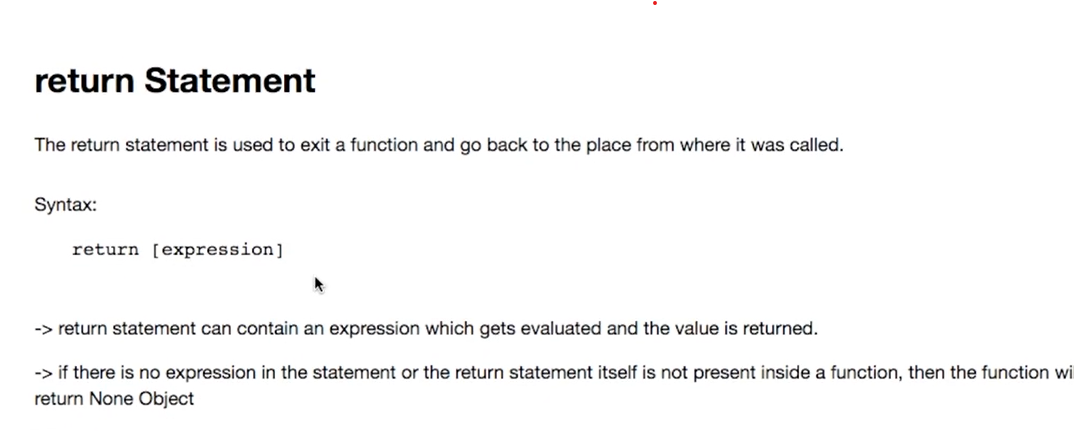 return Statement
The return statement is used to exit a function and go back to the place from where it was called.
Syntax:
return [expression]
-> return statement can contain an expression which gets evaluated and the value is returned.
-> if there is no expression in the statement or the return statement itself is not present inside a function, then the function wi
return None Object